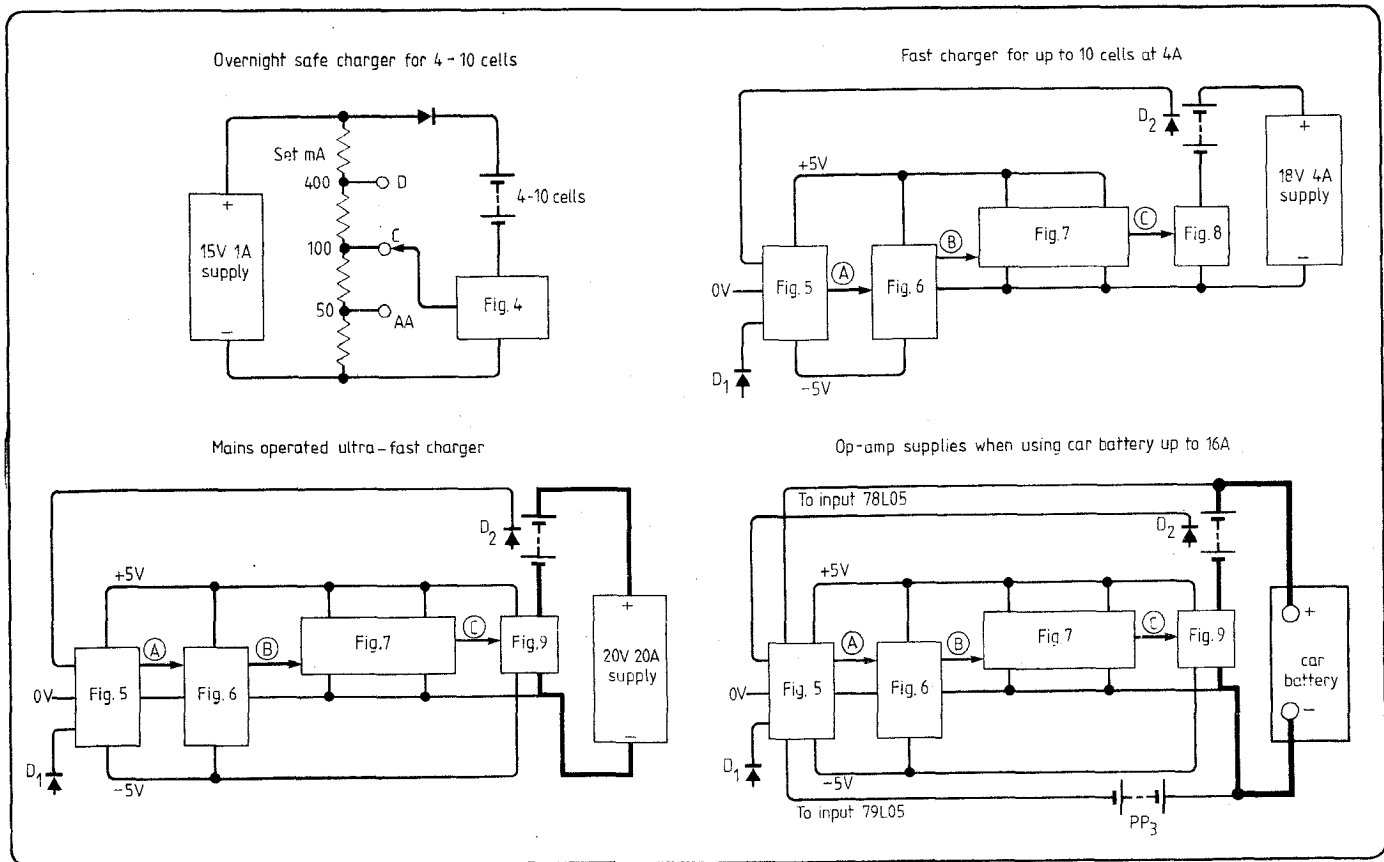 Overnight safe charger for 4 - 10 cells
Set mA
400
D
100
C
50
AA
15V 1A
supply
+
−
4-10 cells
Fig. 4
Fast charger for up to 10 cells at 4A
D2
+5V
0V
Fig. 5
A
Fig. 6
B
Fig. 7
C
Fig. 8
18V 4A
supply
+
−
D1
−5V
Mains operated ultra-fast charger
D2
+5V
0V
Fig. 5
A
Fig. 6
B
Fig.7
C
Fig.9
20V 20A
supply
+
−
D1
−5V
Op-amp supplies when using car battery up to 16A
To input 78L05
D2
+5V
0V
Fig. 5
A
Fig. 6
B
Fig.7
C
Fig. 9
+
car
battery
−
D1
−5V
To input 79L05
PP3